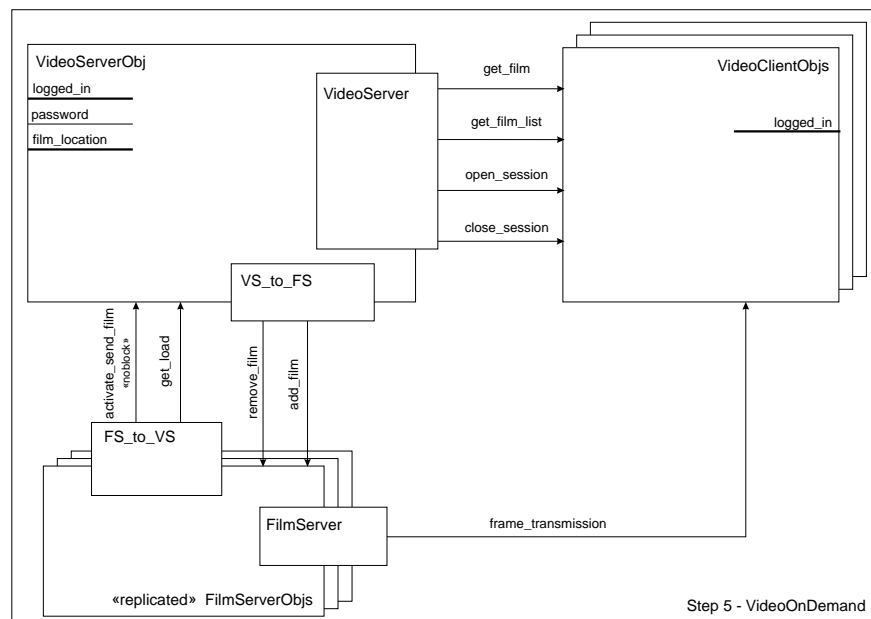 VideoServerObj
logged_in
password
film_location
VideoServer
get_film
get_film_list
open_session
close_session
VideoClientObjs
logged_in
VS_to_FS
activate_send_film
«noblock»
get_load
remove_film
add_film
FS_to_VS
FilmServer
frame_transmission
«replicated» FilmServerObjs
Step 5 - VideoOnDemand